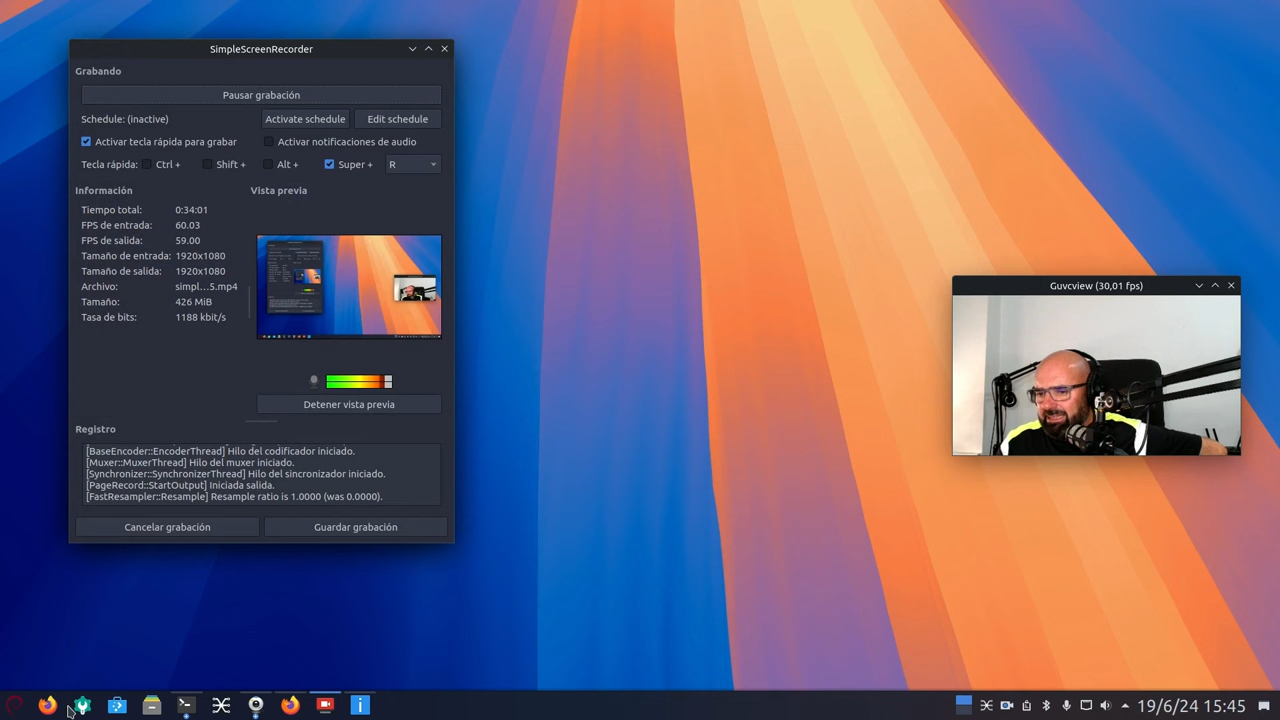 SimpleScreenRecorder
Grabando
Pausar grabación
Schedule: (inactive)
Activate schedule
Edit schedule
Activar tecla rápida para grabar
Activar notificaciones de audio
Tecla rápida:
Ctrl +
Shift +
Alt +
Super +
R
Información
Vista previa
Tiempo total: 0:34:01
FPS de entrada: 60.03
FPS de salida: 59.00
Tamaño de entrada: 1920x1080
Tamaño de salida: 1920x1080
Archivo: simpl...5.mp4
Tamaño: 426 MiB
Tasa de bits: 1188 kbit/s
Detener vista previa
Registro
[BaseEncoder::EncoderThread] Hilo del codificador iniciado.
[Muxer::MuxerThread] Hilo del muxer iniciado.
[Synchronizer::SynchronizerThread] Hilo del sincronizador iniciado.
[PageRecord::StartOutput] Iniciada salida.
[FastResampler::Resample] Resample ratio is 1.0000 (was 0.0000).
Cancelar grabación
Guardar grabación
Guvcview (30,01 fps)
19/6/24 15:45